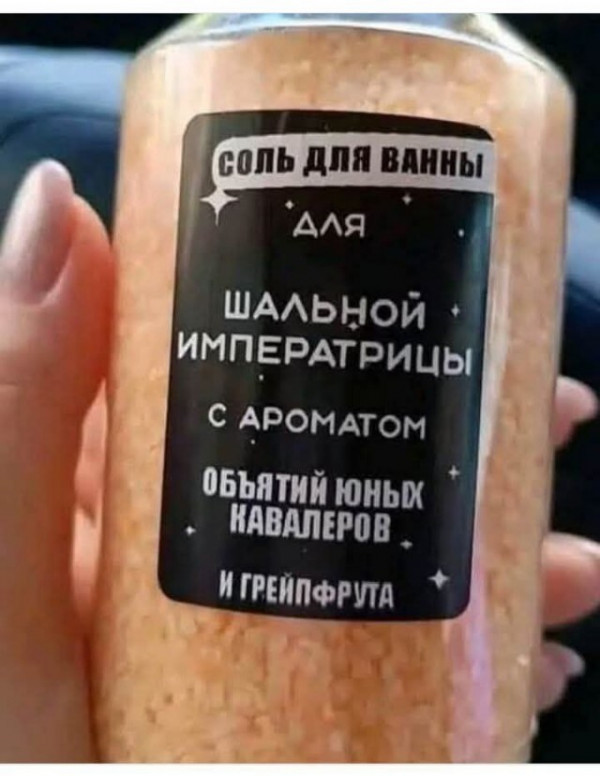 СОЛЬ ДЛЯ ВАННЫ
ДЛЯ
ШАЛЬНОЙ
ИМПЕРАТРИЦЫ
С АРОМАТОМ
ОБЪЯТИЙ ЮНЫХ
КАВАЛЕРОВ
И ГРЕЙПФРУТА